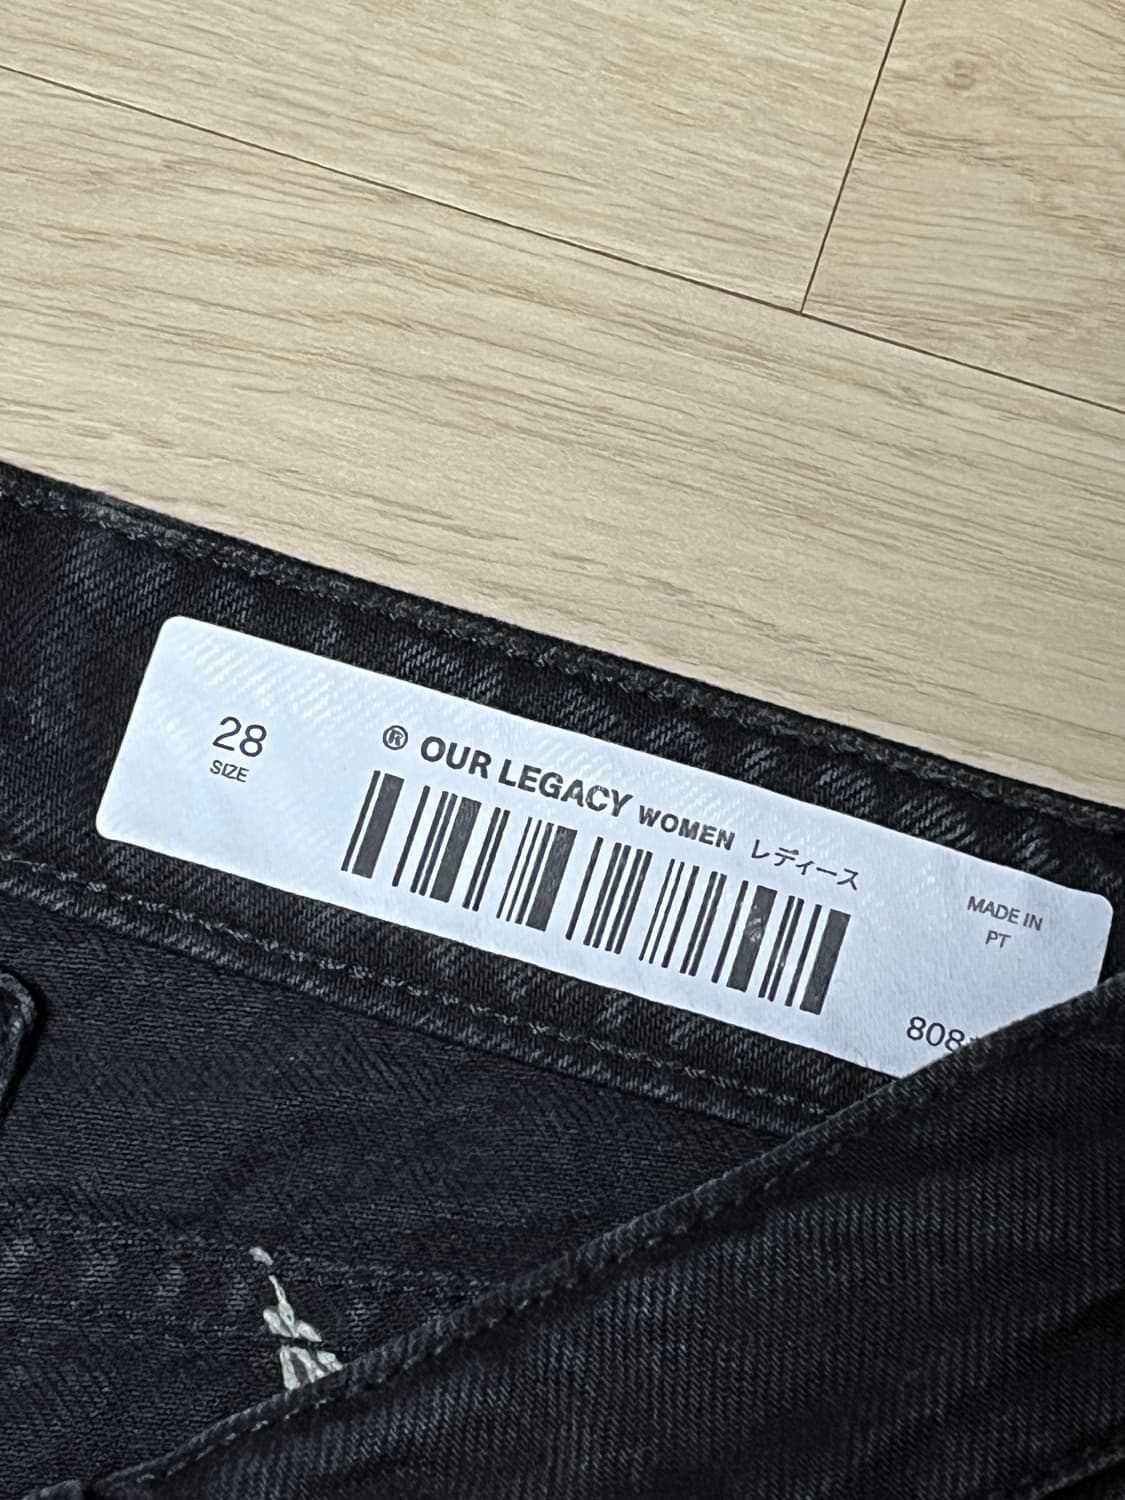 28
SIZE
® OUR LEGACY WOMEN レディース
MADE IN
PT
808